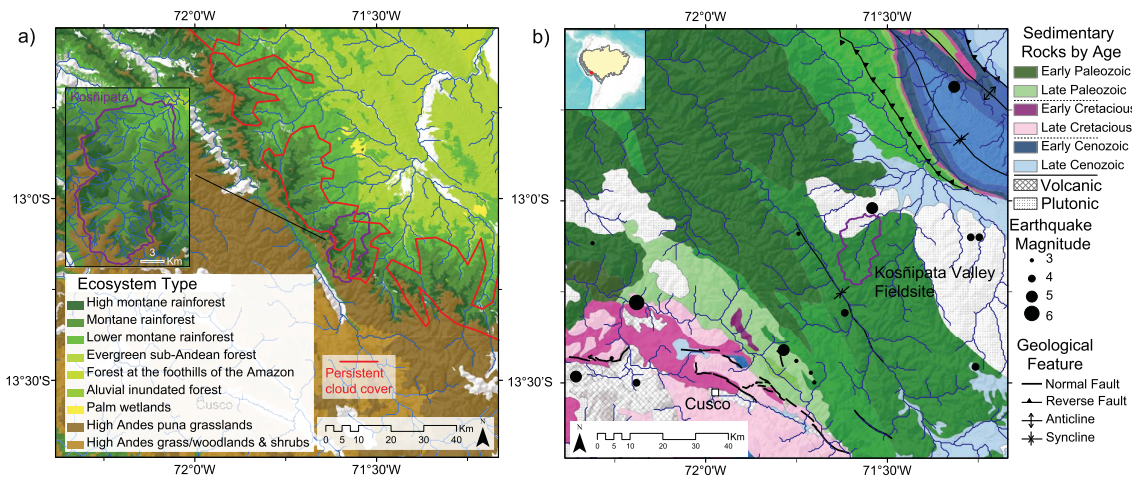 a)
72°0'W
71°30'W
Kosñipata
13°0'S
3
Km
Ecosystem Type
High montane rainforest
Montane rainforest
Lower montane rainforest
Evergreen sub-Andean forest
Forest at the foothills of the Amazon
Aluvial inundated forest
Palm wetlands
High Andes puna grasslands
High Andes grass/woodlands & shrubs
Persistent
cloud cover
13°30'S
Cusco
0 5 10 20 30 40 Km
72°0'W
71°30'W
b)
72°0'W
71°30'W
13°0'S
Kosñipata Valley
Fieldsite
13°30'S
Cusco
0 5 10 20 30 40 Km
72°0'W
71°30'W
Sedimentary
Rocks by Age
Early Paleozoic
Late Paleozoic
Early Cretacious
Late Cretacious
Early Cenozoic
Late Cenozoic
Volcanic
Plutonic
Earthquake
Magnitude
3
4
5
6
Geological
Feature
Normal Fault
Reverse Fault
Anticline
Syncline